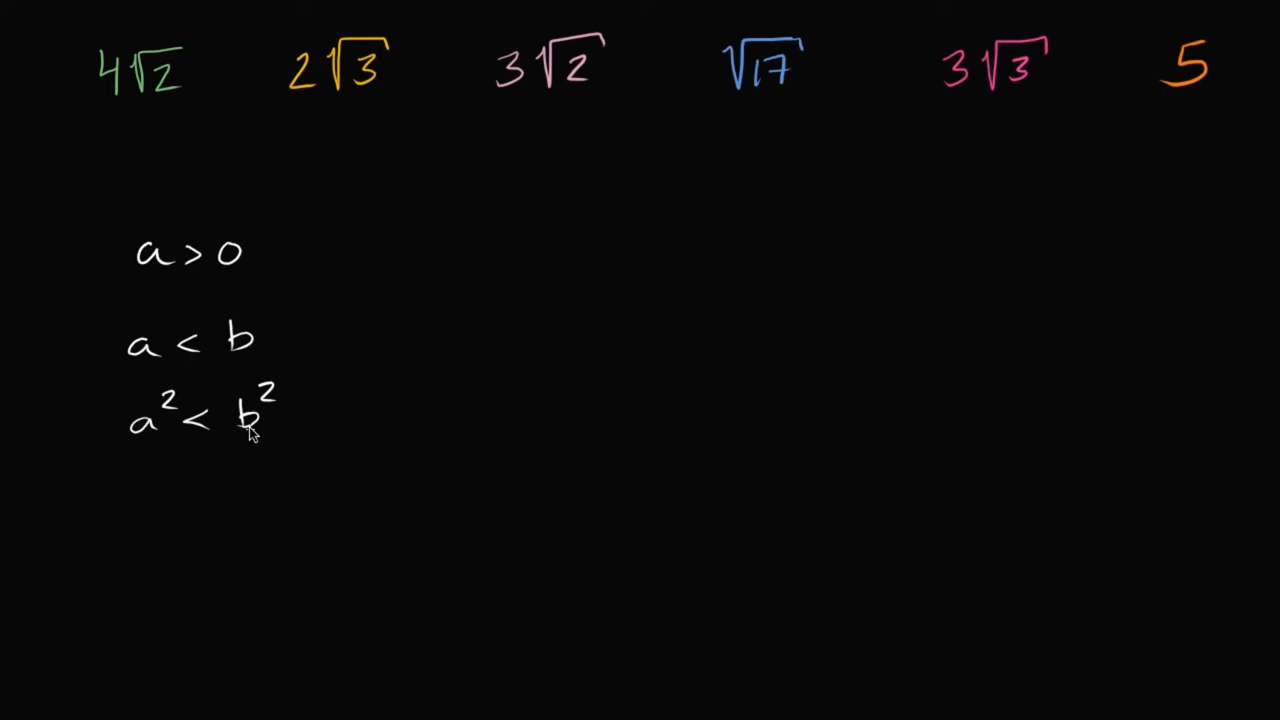 4√2 2√3 3√2 √17 3√3 5
a > 0
a < b
a² < b²